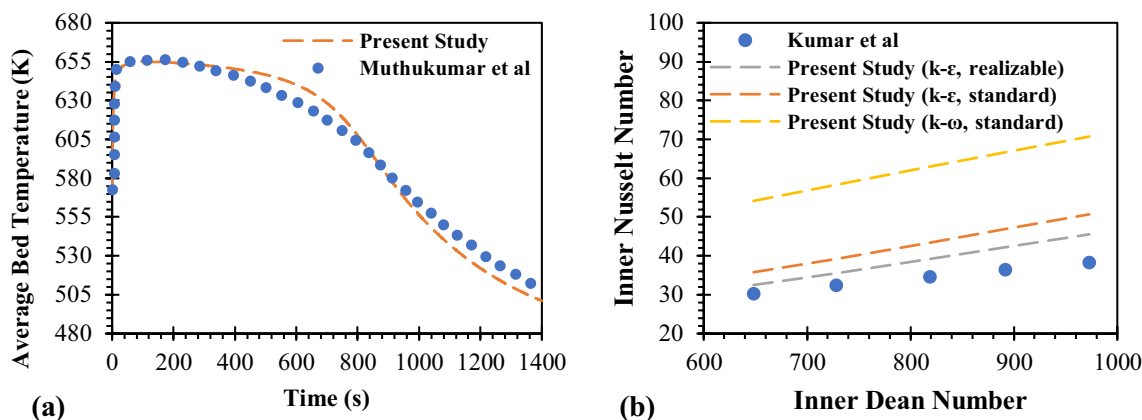 Average Bed Temperature (K)
680
655
630
605
580
555
530
505
480
0 200 400 600 800 1000 1200 1400
Time (s)
Present Study
Muthukumar et al
(a)
Inner Nusselt Number
100
90
80
70
60
50
40
30
20
600 700 800 900 1000
Inner Dean Number
Kumar et al
Present Study (k-ε, realizable)
Present Study (k-ε, standard)
Present Study (k-ω, standard)
(b)